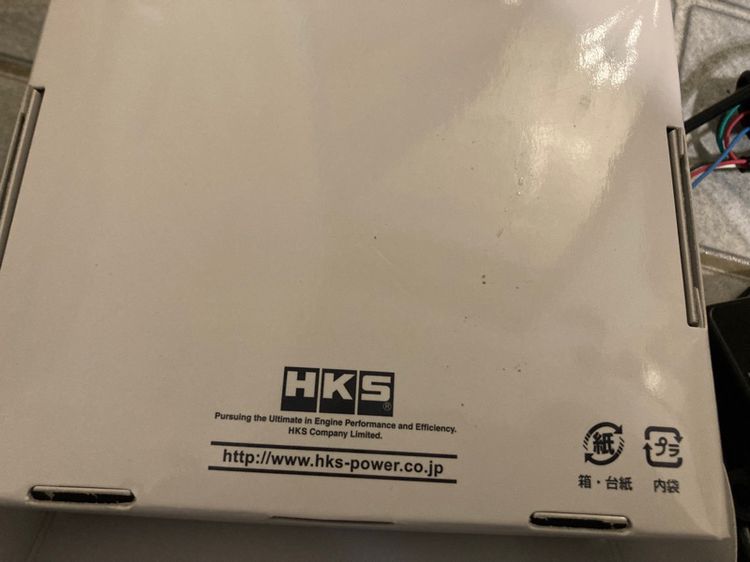 HKS®
Pursuing the Ultimate in Engine Performance and Efficiency.
HKS Company Limited.
http://www.hks-power.co.jp
紙
箱・台紙
プラ
内袋